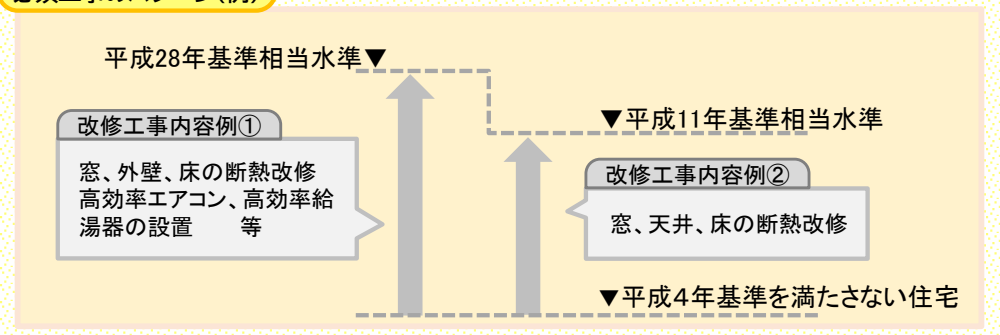 平成28年基準相当水準▼
▼平成11年基準相当水準
改修工事内容例①
窓、外壁、床の断熱改修
高効率エアコン、高効率給
湯器の設置　　等
改修工事内容例②
窓、天井、床の断熱改修
▼平成４年基準を満たさない住宅